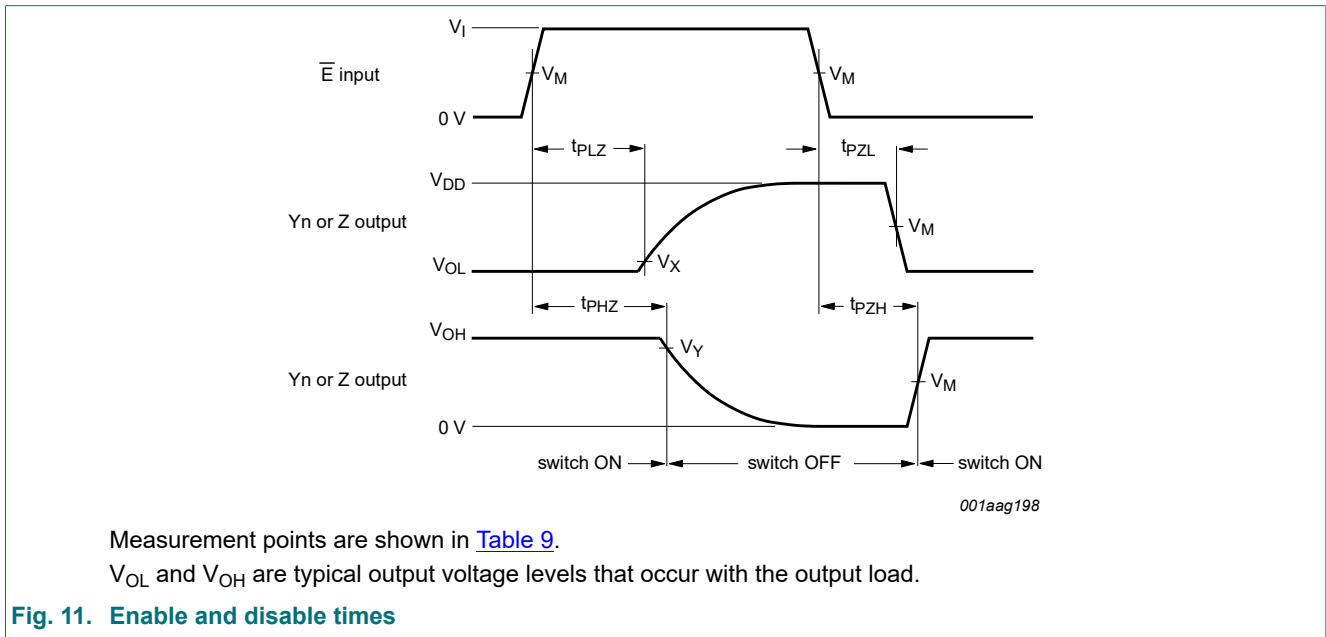 VI
E input
VM
VM
0 V
tPLZ
tPZL
VDD
Yn or Z output
VM
VOL
VX
tPHZ
tPZH
VOH
VY
Yn or Z output
VM
0 V
switch ON
switch OFF
switch ON
001aag198
Measurement points are shown in Table 9.
VOL and VOH are typical output voltage levels that occur with the output load.
Fig. 11. Enable and disable times